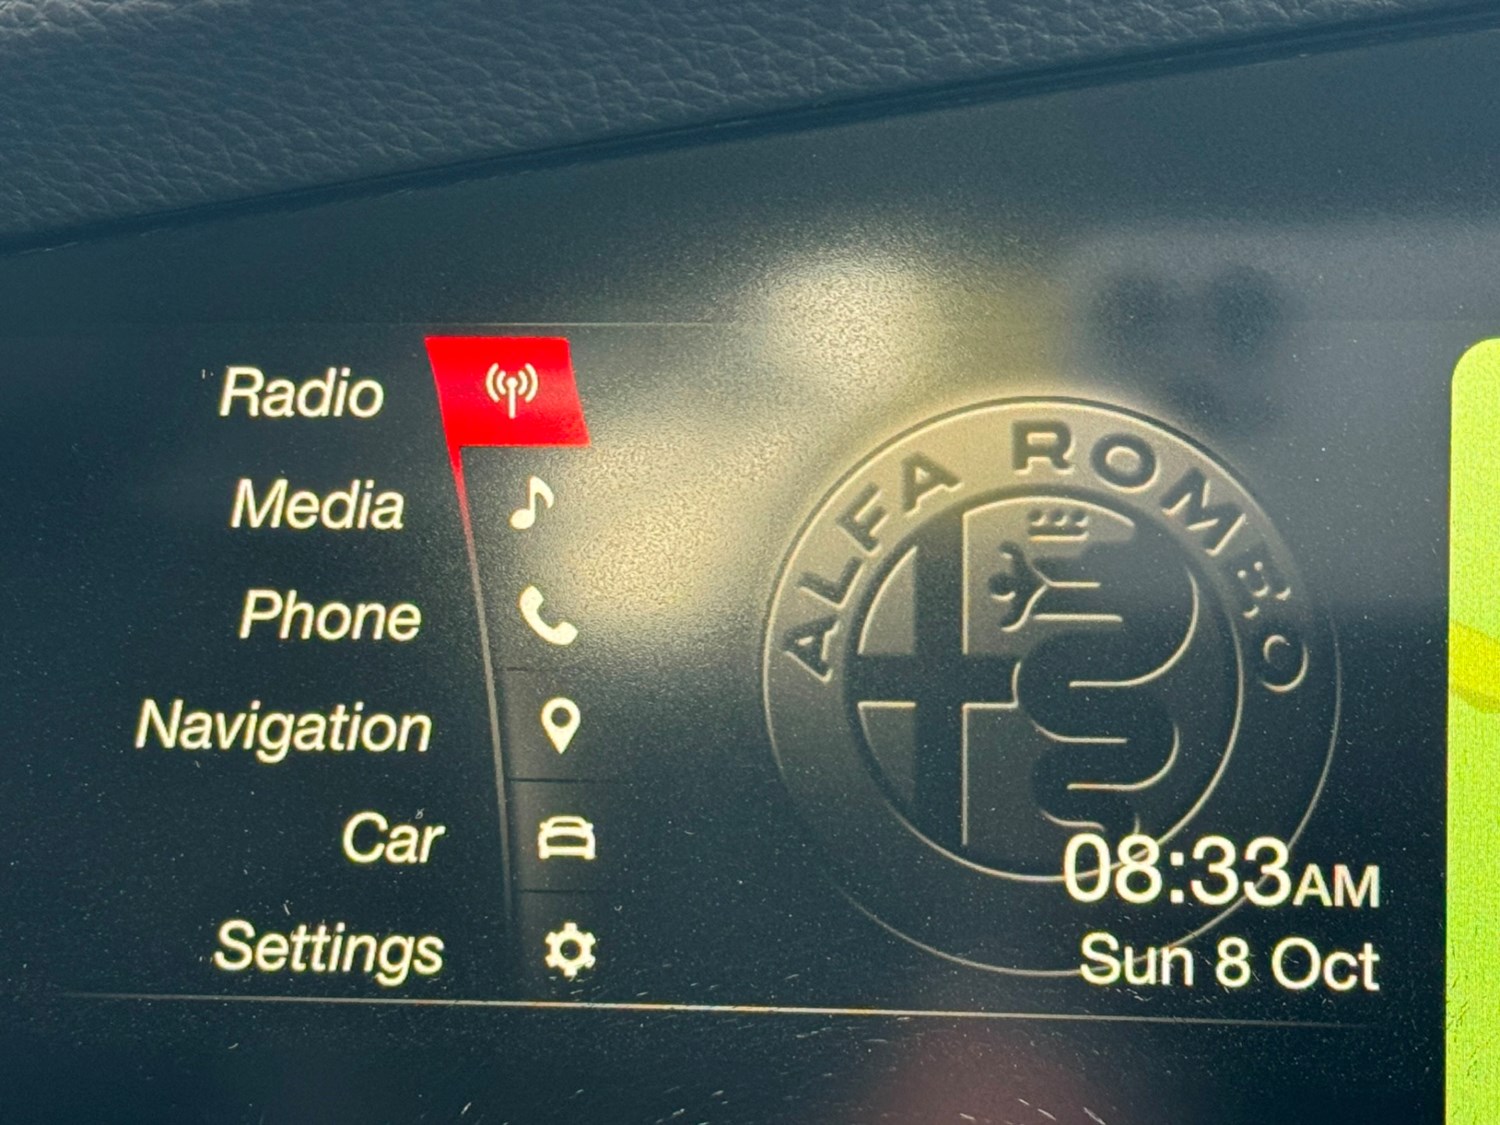 Radio
Media
Phone
Navigation
Car
Settings
ALFA ROMEO
08:33AM
Sun 8 Oct